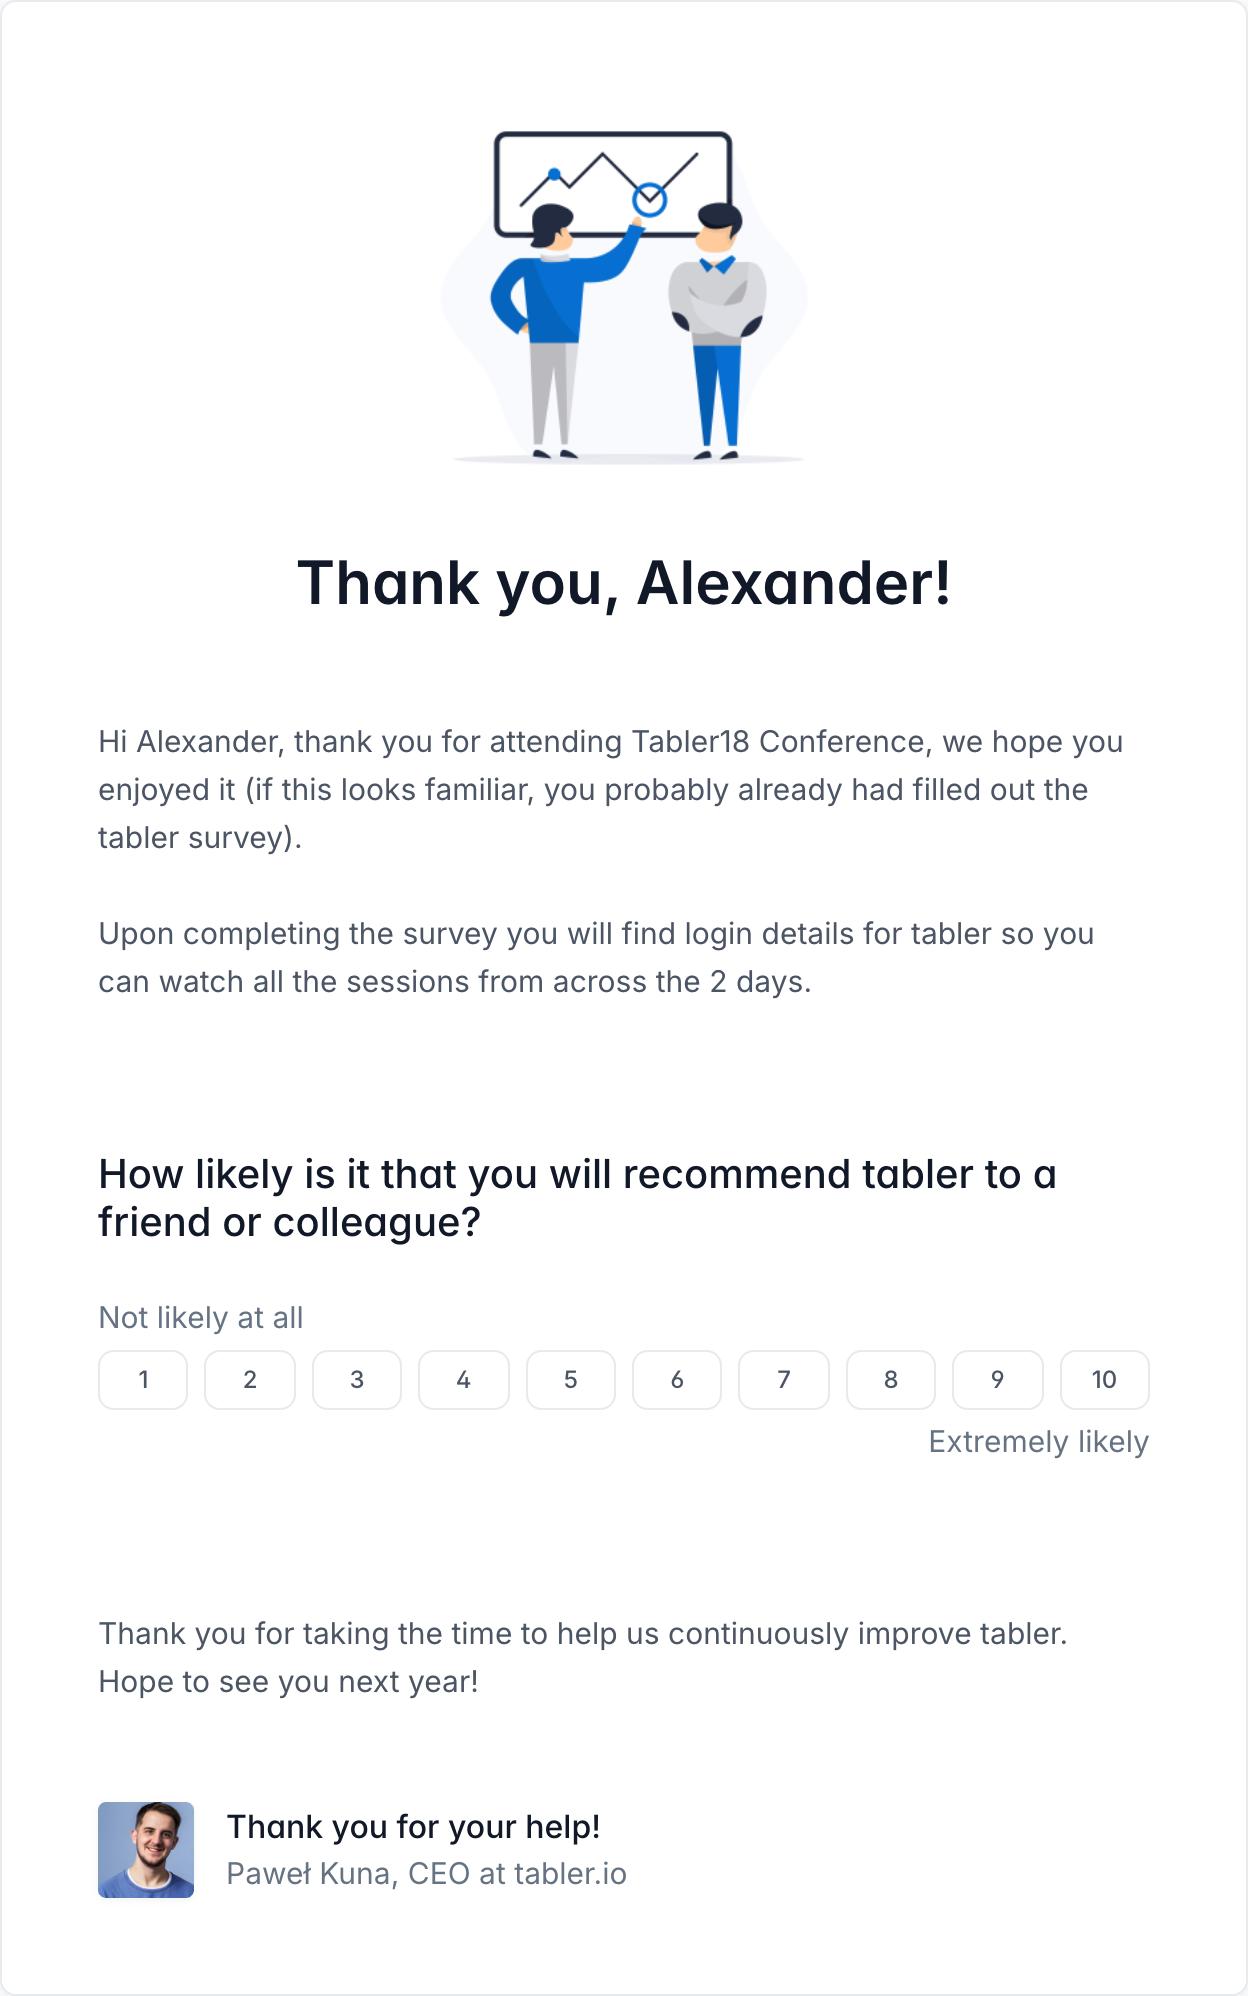 Thank you, Alexander!
Hi Alexander, thank you for attending Tabler18 Conference, we hope you
enjoyed it (if this looks familiar, you probably already had filled out the
tabler survey).
Upon completing the survey you will find login details for tabler so you
can watch all the sessions from across the 2 days.
How likely is it that you will recommend tabler to a
friend or colleague?
Not likely at all
1 2 3 4 5 6 7 8 9 10
Extremely likely
Thank you for taking the time to help us continuously improve tabler.
Hope to see you next year!
Thank you for your help!
Paweł Kuna, CEO at tabler.io